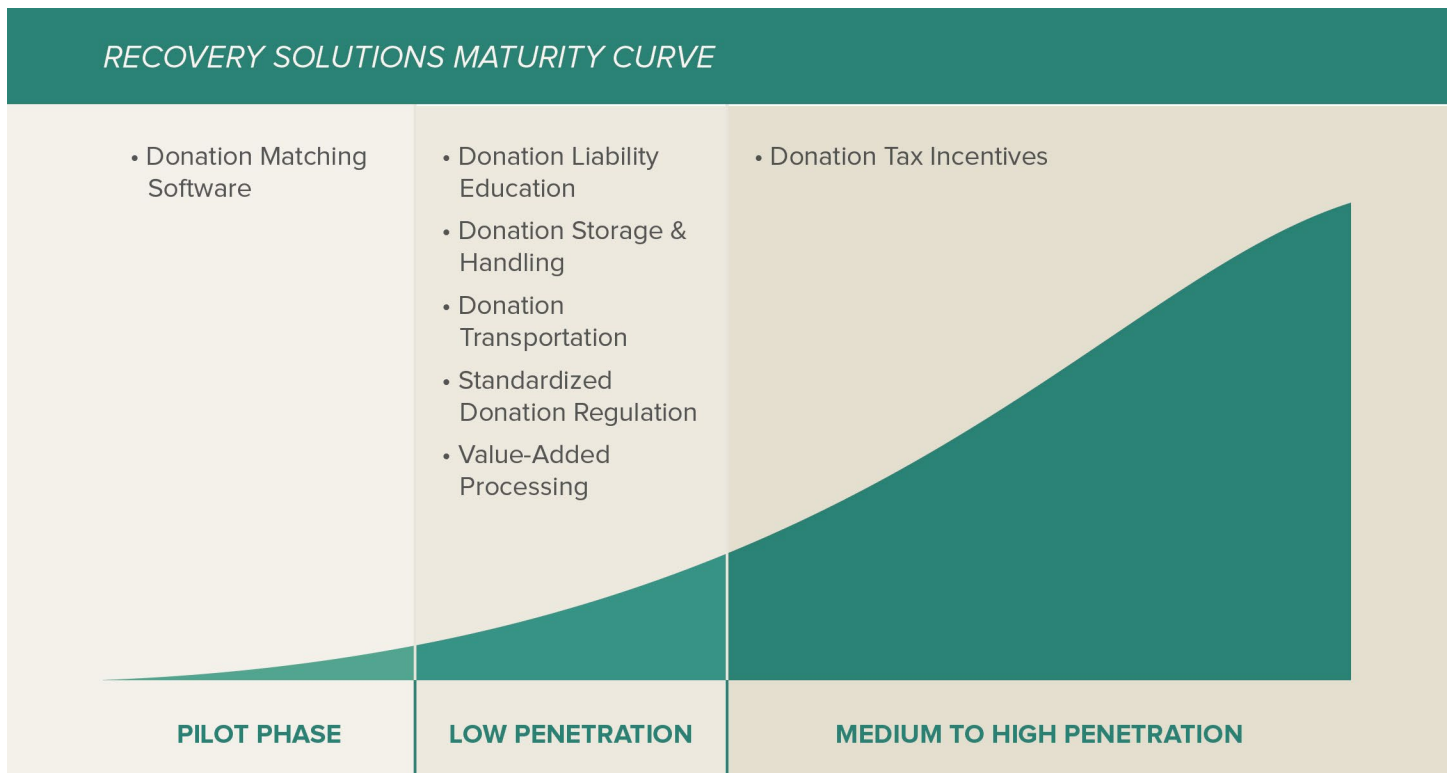 RECOVERY SOLUTIONS MATURITY CURVE
• Donation Matching
Software
• Donation Liability
Education
• Donation Storage &
Handling
• Donation
Transportation
• Standardized
Donation Regulation
• Value-Added
Processing
• Donation Tax Incentives
PILOT PHASE
LOW PENETRATION
MEDIUM TO HIGH PENETRATION